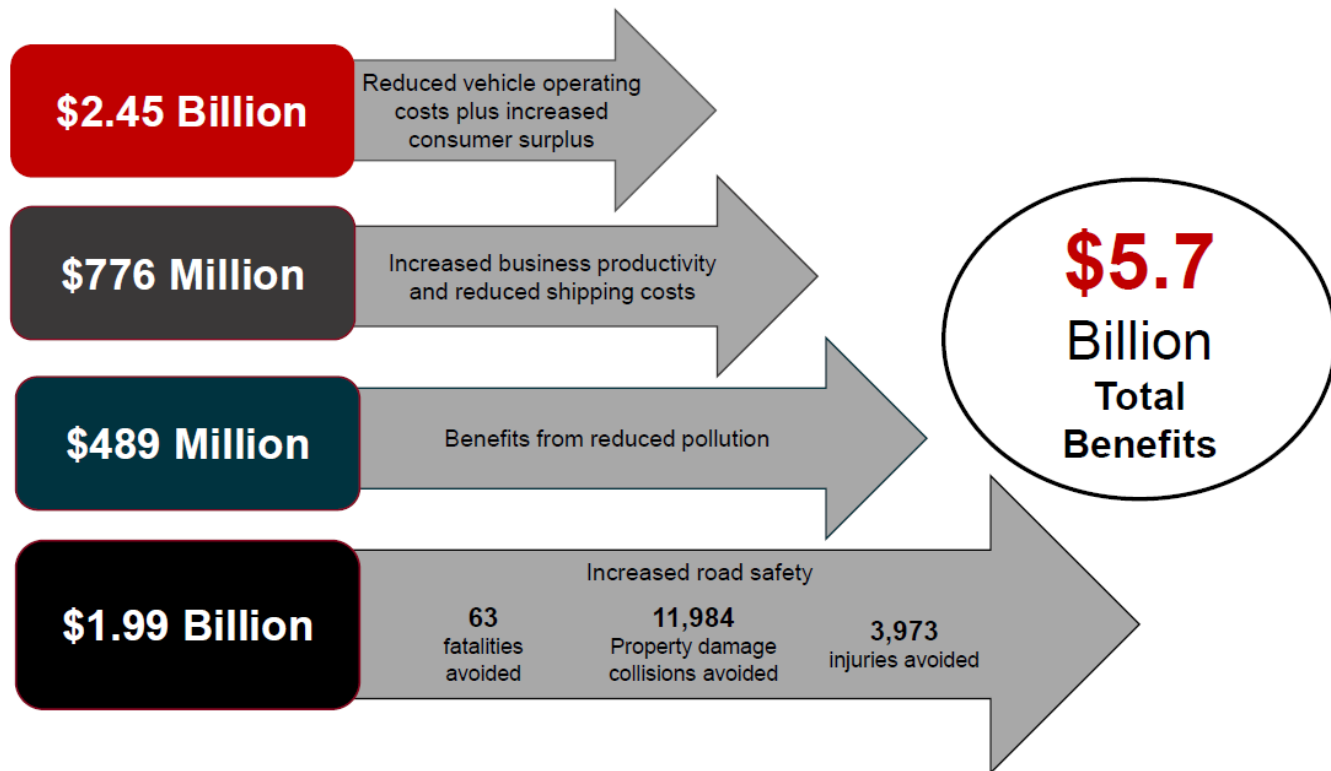 $2.45 Billion
Reduced vehicle operating
costs plus increased
consumer surplus
$776 Million
Increased business productivity
and reduced shipping costs
$489 Million
Benefits from reduced pollution
$1.99 Billion
Increased road safety
63
fatalities
avoided
11,984
Property damage
collisions avoided
3,973
injuries avoided
$5.7
Billion
Total
Benefits